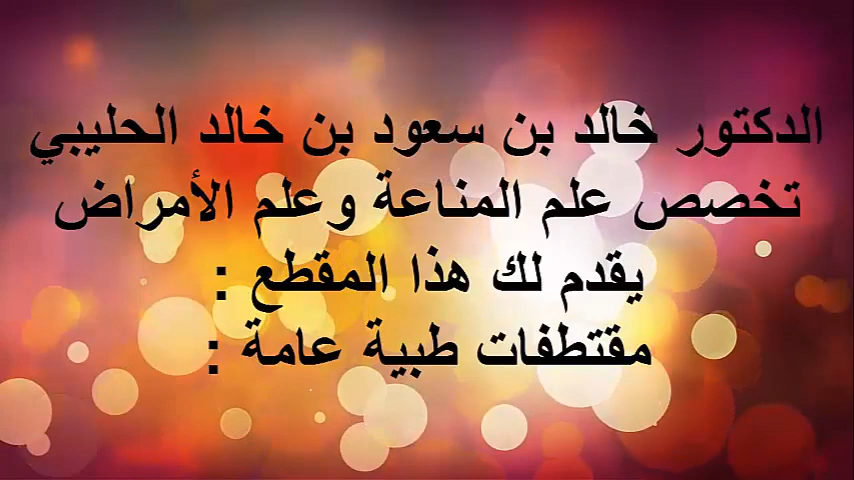 الدكتور خالد بن سعود بن خالد الحليبي
تخصص علم المناعة وعلم الأمراض
يقدم لك هذا المقطع :
مقتطفات طبية عامة :